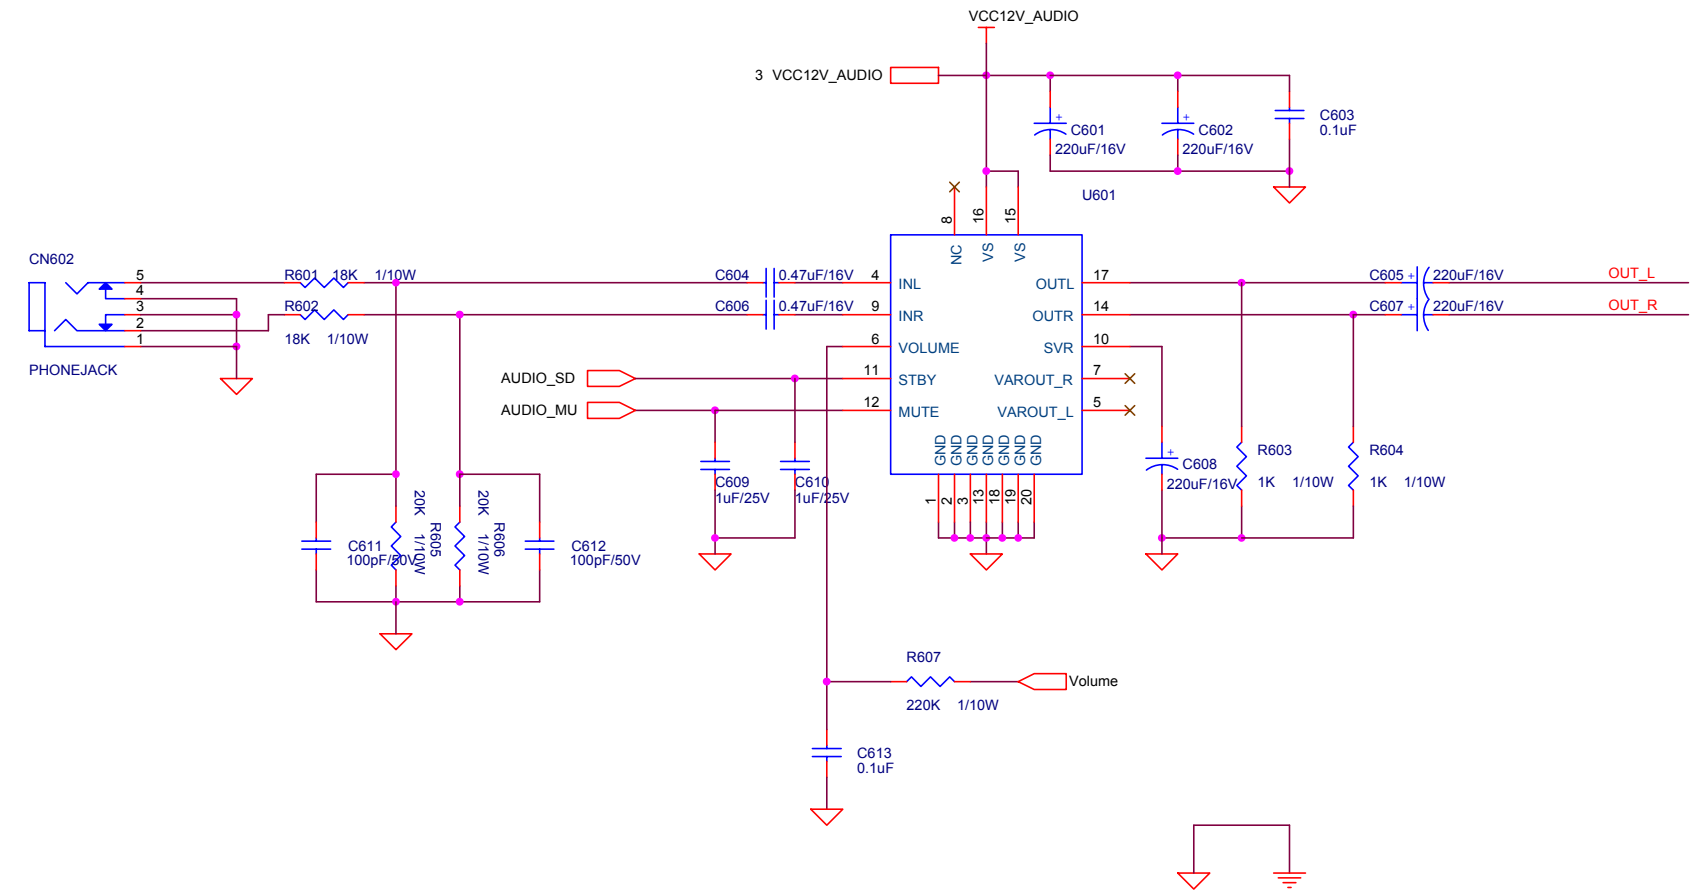 VCC12V_AUDIO
3 VCC12V_AUDIO
C601
220uF/16V
C602
220uF/16V
C603
0.1uF
U601
8
16
15
NC
VS
VS
CN602
5
4
3
2
1
PHONEJACK
R601 18K 1/10W
R602
18K 1/10W
C604 0.47uF/16V 4 INL
C606 0.47uF/16V 9 INR
6 VOLUME
AUDIO_SD 11 STBY
AUDIO_MU 12 MUTE
OUTL 17 C605 + 220uF/16V OUT_L
OUTR 14 C607 + 220uF/16V OUT_R
SVR 10
VAROUT_R 7
VAROUT_L 5
GND
GND
GND
GND
GND
GND
GND
1
2
3
13
18
19
20
C609
1uF/25V
C610
1uF/25V
+
C608
220uF/16V
R603
1K 1/10W
R604
1K 1/10W
C611
100pF/50V
20K 1/10W
R605
20K 1/10W
R606
C612
100pF/50V
R607
220K 1/10W
Volume
C613
0.1uF